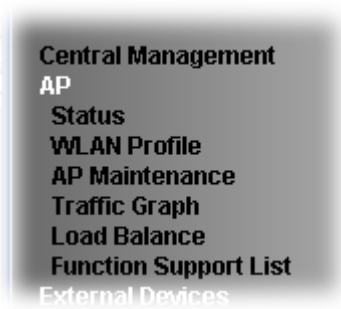 Central Management
AP
Status
WLAN Profile
AP Maintenance
Traffic Graph
Load Balance
Function Support List
External Devices